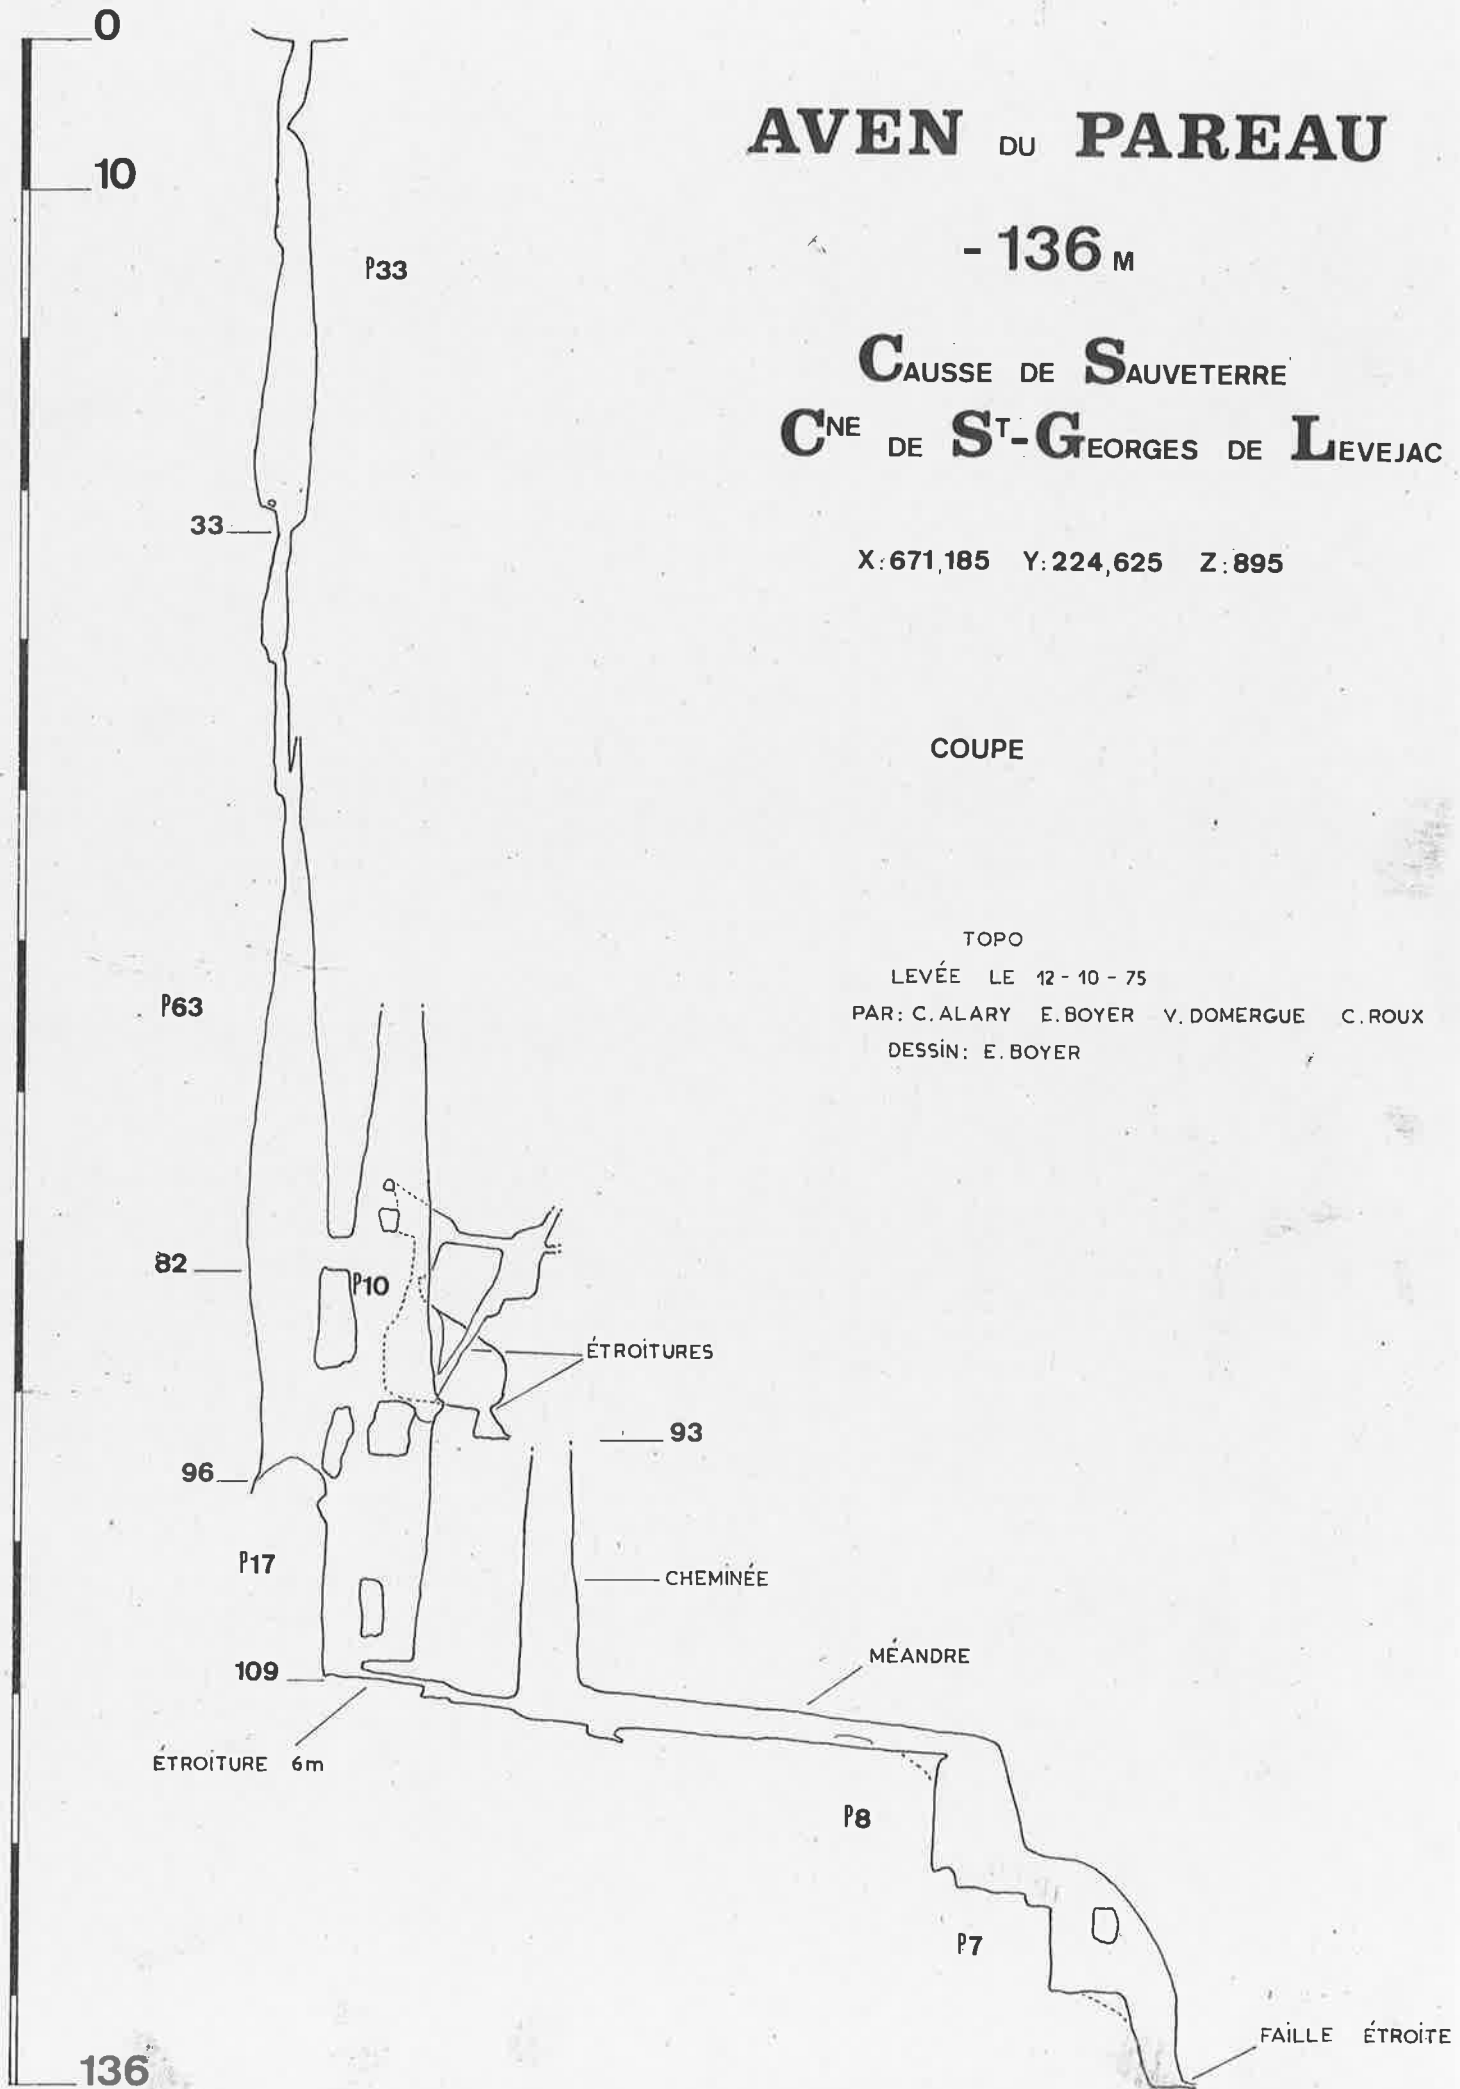 0
AVEN DU PAREAU
10
- 136 M
P33
CAUSSE DE SAUVETERRE
CNE DE ST-GEORGES DE LEVEJAC
33
X:671,185 Y:224,625 Z:895
COUPE
TOPO
LEVÉE LE 12 - 10 - 75
P63
PAR: C. ALARY E. BOYER V. DOMERGUE C. ROUX
DESSIN: E. BOYER
82
P10
ÉTROITURES
93
96
P17
CHEMINÉE
MÉANDRE
109
ÉTROITURE 6m
P8
P7
FAILLE ÉTROITE
136